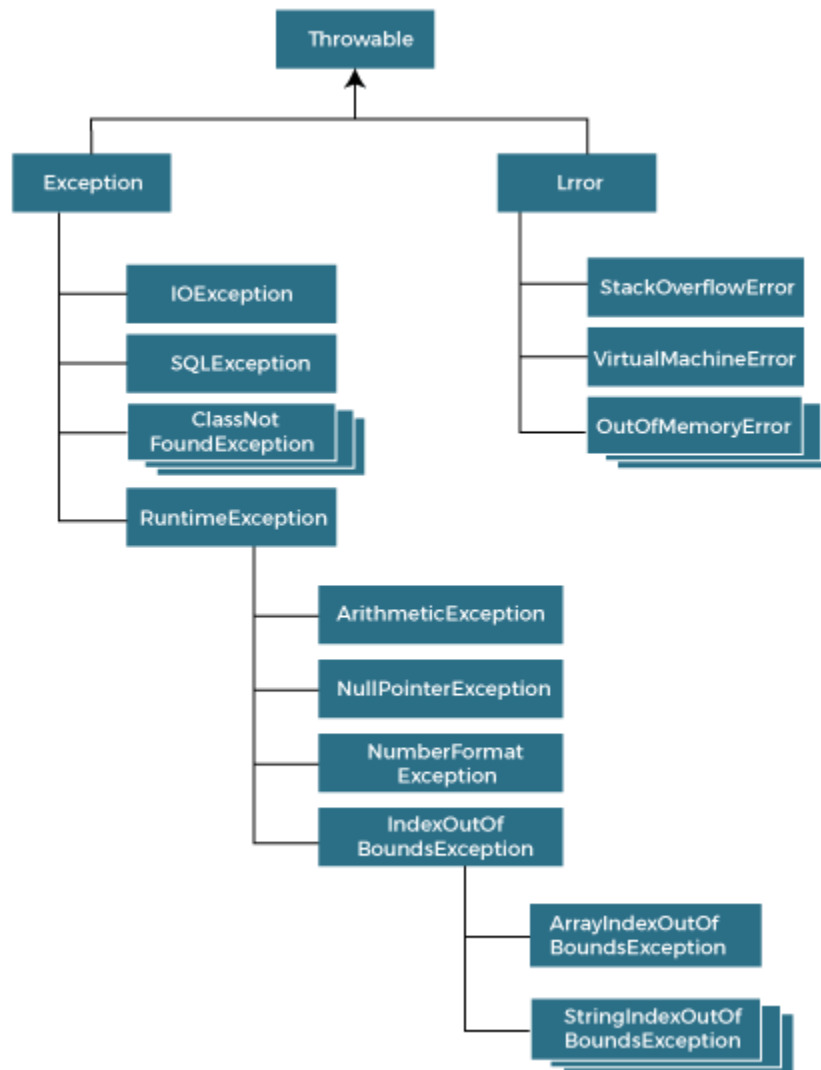 Throwable
Exception
Lrror
IOException
SQLException
ClassNot
FoundException
RuntimeException
StackOverflowError
VirtualMachineError
OutOfMemoryError
ArithmeticException
NullPointerException
NumberFormat
Exception
IndexOutOf
BoundsException
ArrayIndexOutOf
BoundsException
StringIndexOutOf
BoundsException